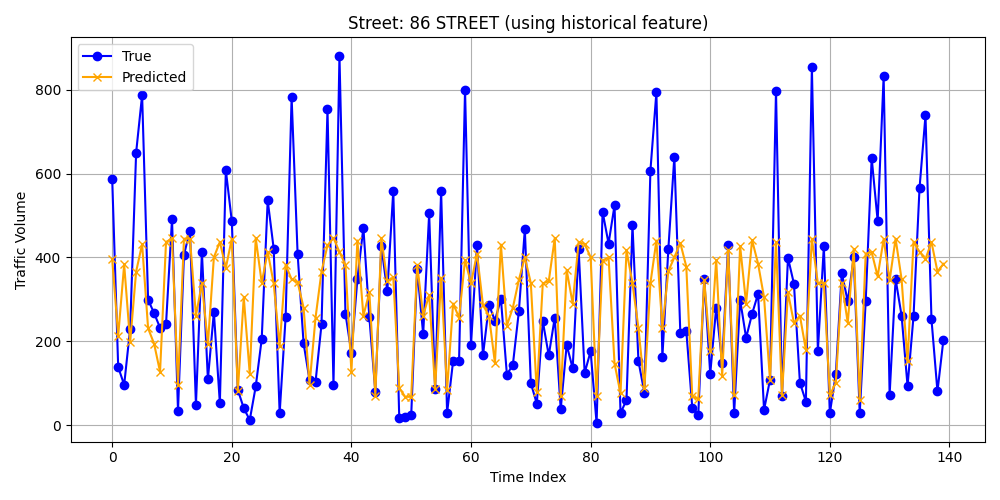 Street: 86 STREET (using historical feature)
True
Predicted
Traffic Volume
800
600
400
200
0
0 20 40 60 80 100 120 140
Time Index